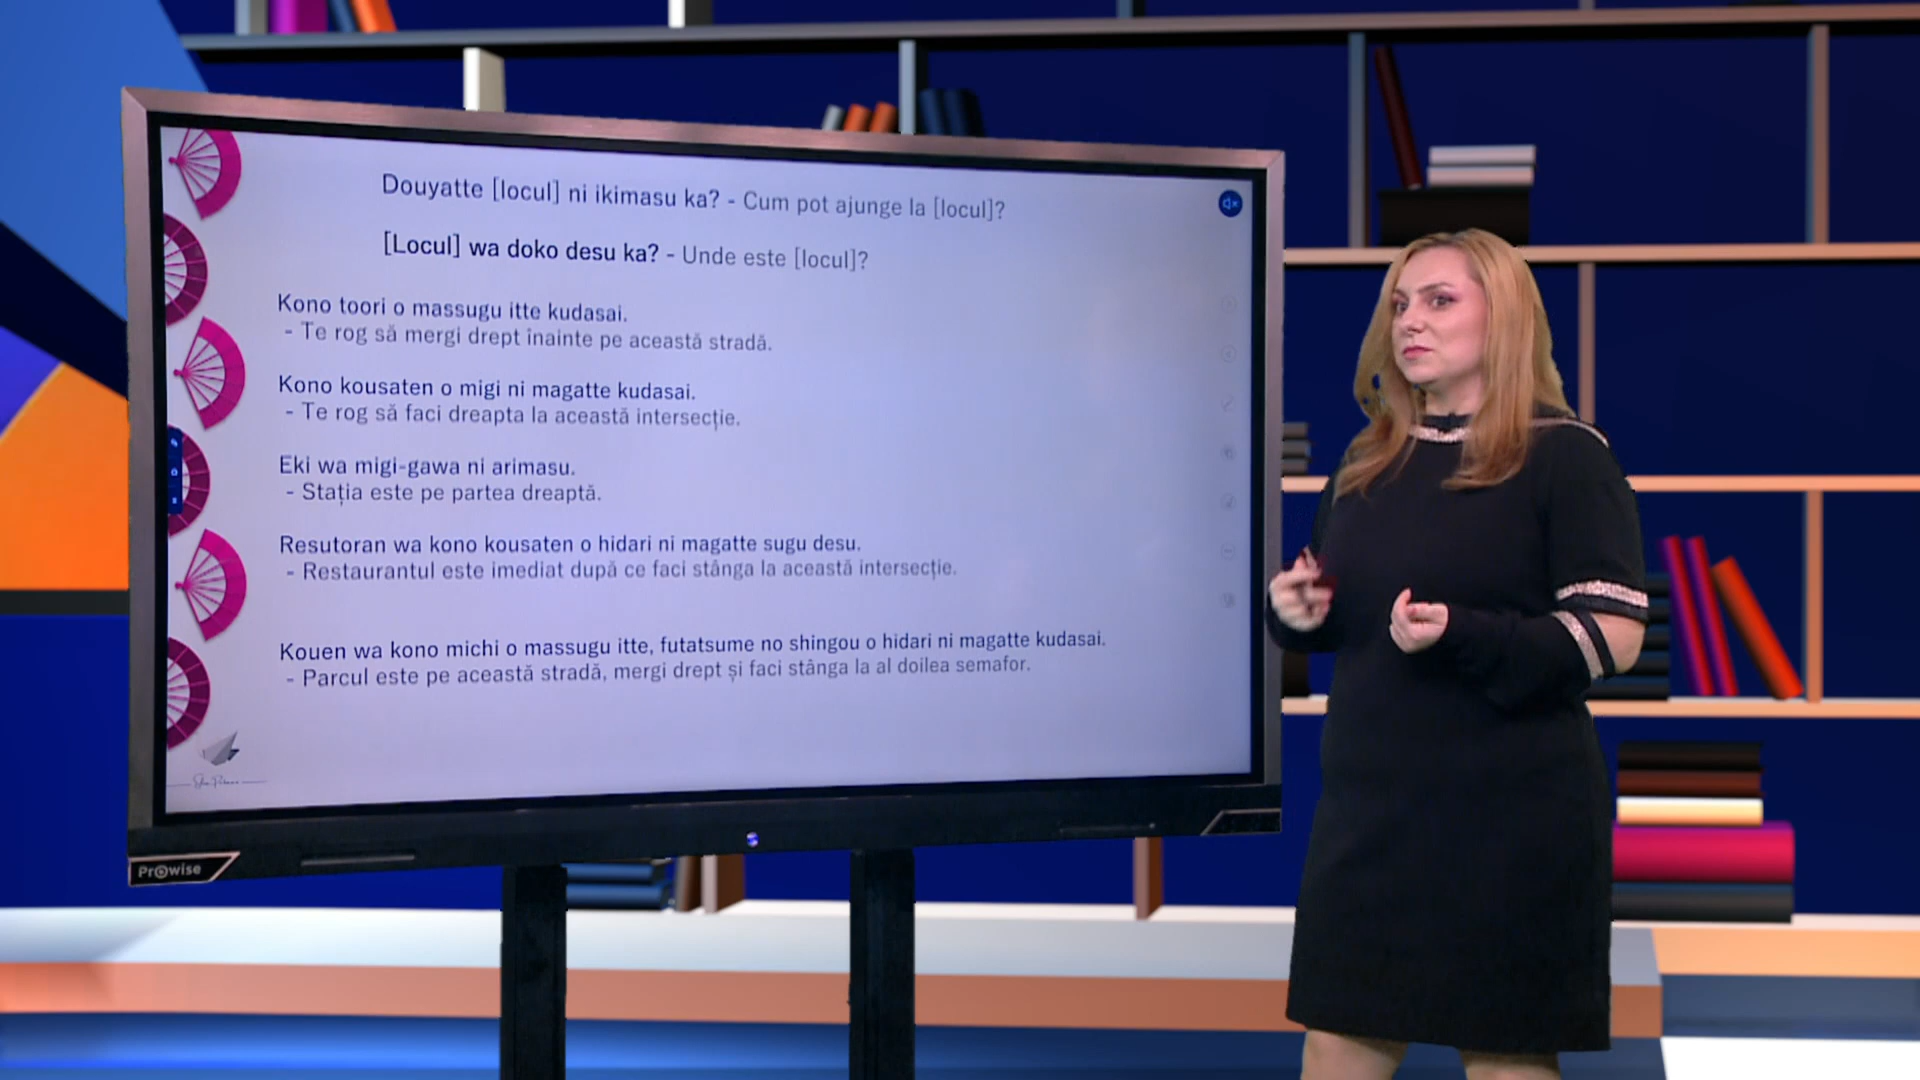 Douyatte [locul] ni ikimasu ka? - Cum pot ajunge la [locul]?
[Locul] wa doko desu ka? - Unde este [locul]?
Kono toori o massugu itte kudasai.
- Te rog să mergi drept înainte pe această stradă.
Kono kousaten o migi ni magatte kudasai.
- Te rog să faci dreapta la această intersecție.
Eki wa migi-gawa ni arimasu.
- Stația este pe partea dreaptă.
Resutoran wa kono kousaten o hidari ni magatte sugu desu.
- Restaurantul este imediat după ce faci stânga la această intersecție.
Kouen wa kono michi o massugu itte, futatsume no shingou o hidari ni magatte kudasai.
- Parcul este pe această stradă, mergi drept și faci stânga la al doilea semafor.
Prowise